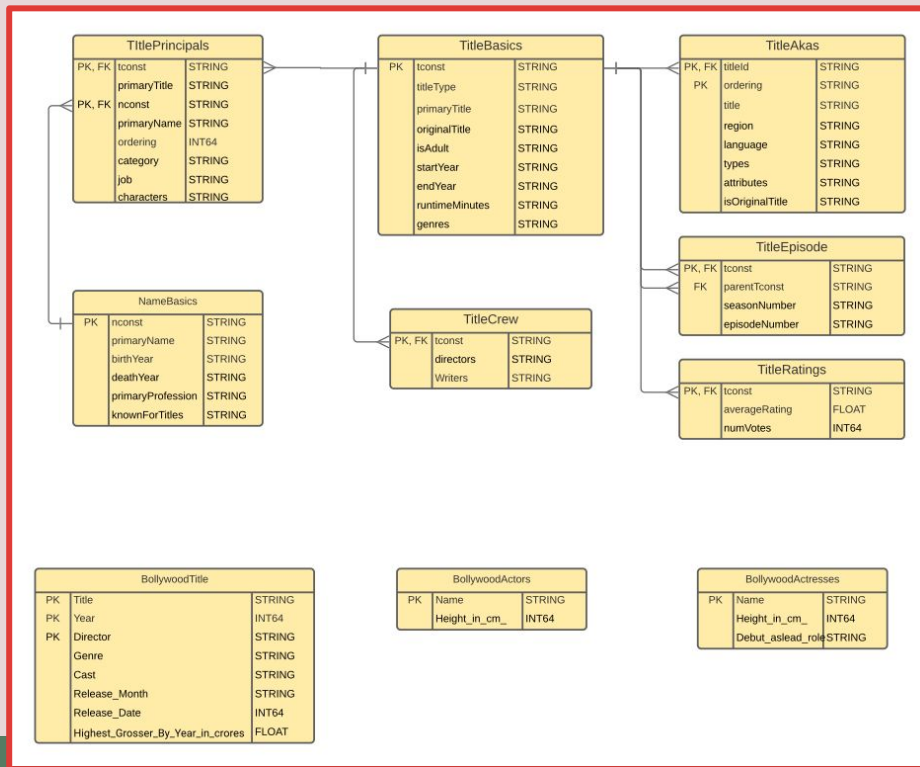 TItlePrincipals
PK, FK tconst STRING
primaryTitle STRING
PK, FK nconst STRING
primaryName STRING
ordering INT64
category STRING
job STRING
characters STRING
TitleBasics
PK tconst STRING
titleType STRING
primaryTitle STRING
originalTitle STRING
isAdult STRING
startYear STRING
endYear STRING
runtimeMinutes STRING
genres STRING
TitleAkas
PK, FK titleId STRING
PK ordering STRING
title STRING
region STRING
language STRING
types STRING
attributes STRING
isOriginalTitle STRING
TitleEpisode
PK, FK tconst STRING
FK parentTconst STRING
seasonNumber STRING
episodeNumber STRING
NameBasics
PK nconst STRING
primaryName STRING
birthYear STRING
deathYear STRING
primaryProfession STRING
knownForTitles STRING
TitleCrew
PK, FK tconst STRING
directors STRING
Writers STRING
TitleRatings
PK, FK tconst STRING
averageRating FLOAT
numVotes INT64
BollywoodTitle
PK Title STRING
PK Year INT64
PK Director STRING
Genre STRING
Cast STRING
Release_Month STRING
Release_Date INT64
Highest_Grosser_By_Year_in_crores FLOAT
BollywoodActors
PK Name STRING
Height_in_cm_ INT64
BollywoodActresses
PK Name STRING
Height_in_cm_ INT64
Debut_aslead_role STRING